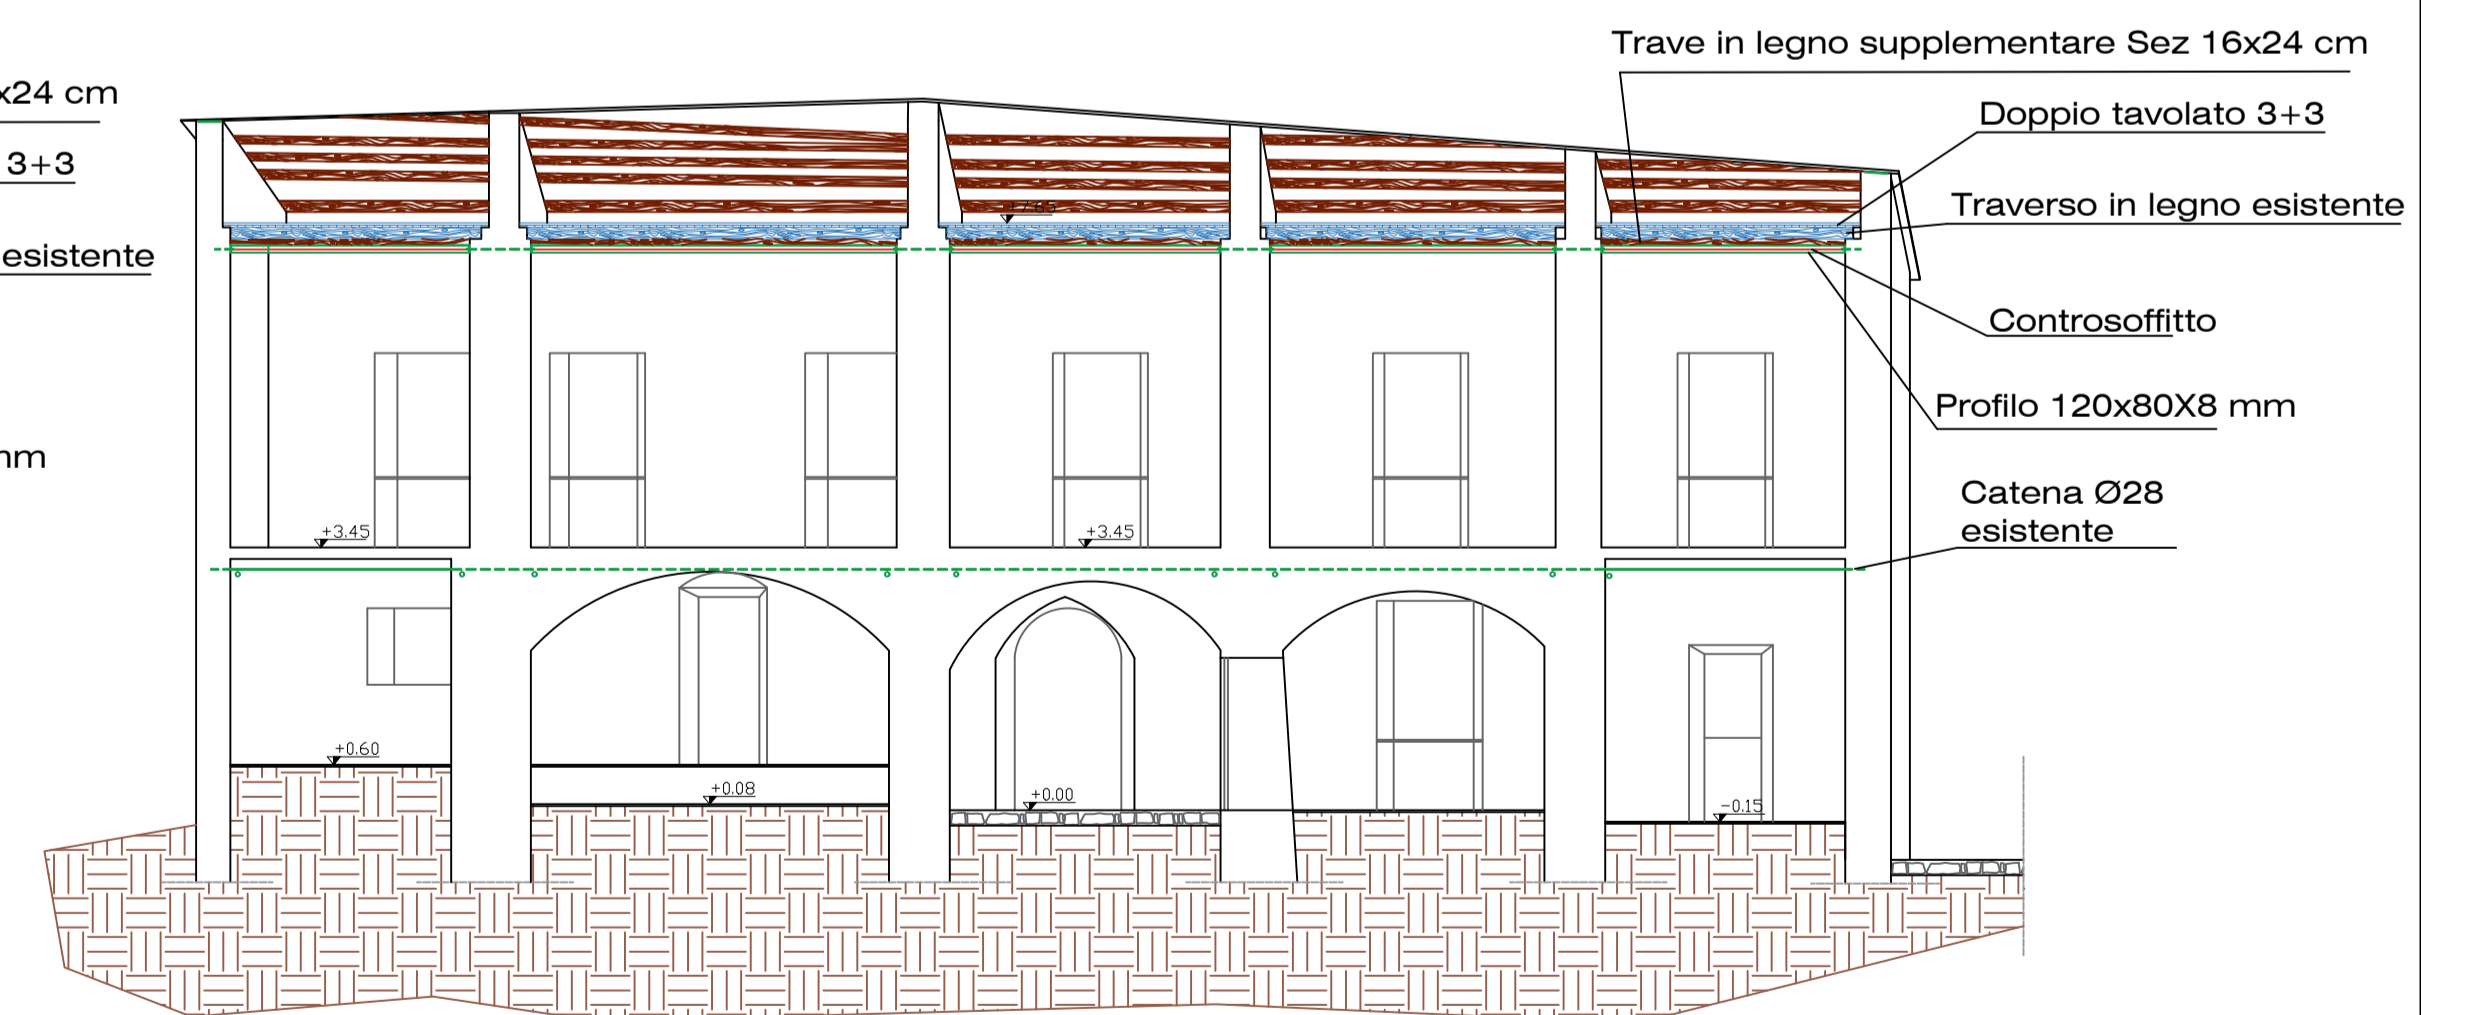 Trave in legno supplementare Sez 16x24 cm
x24 cm
Doppio tavolato 3+3
3+3
Traverso in legno esistente
+7.65
esistente
Controsoffitto
Profilo 120x80X8 mm
mm
Catena Ø28
esistente
+3.45
+3.45
+0.60
+0.08
+0.00
-0.15